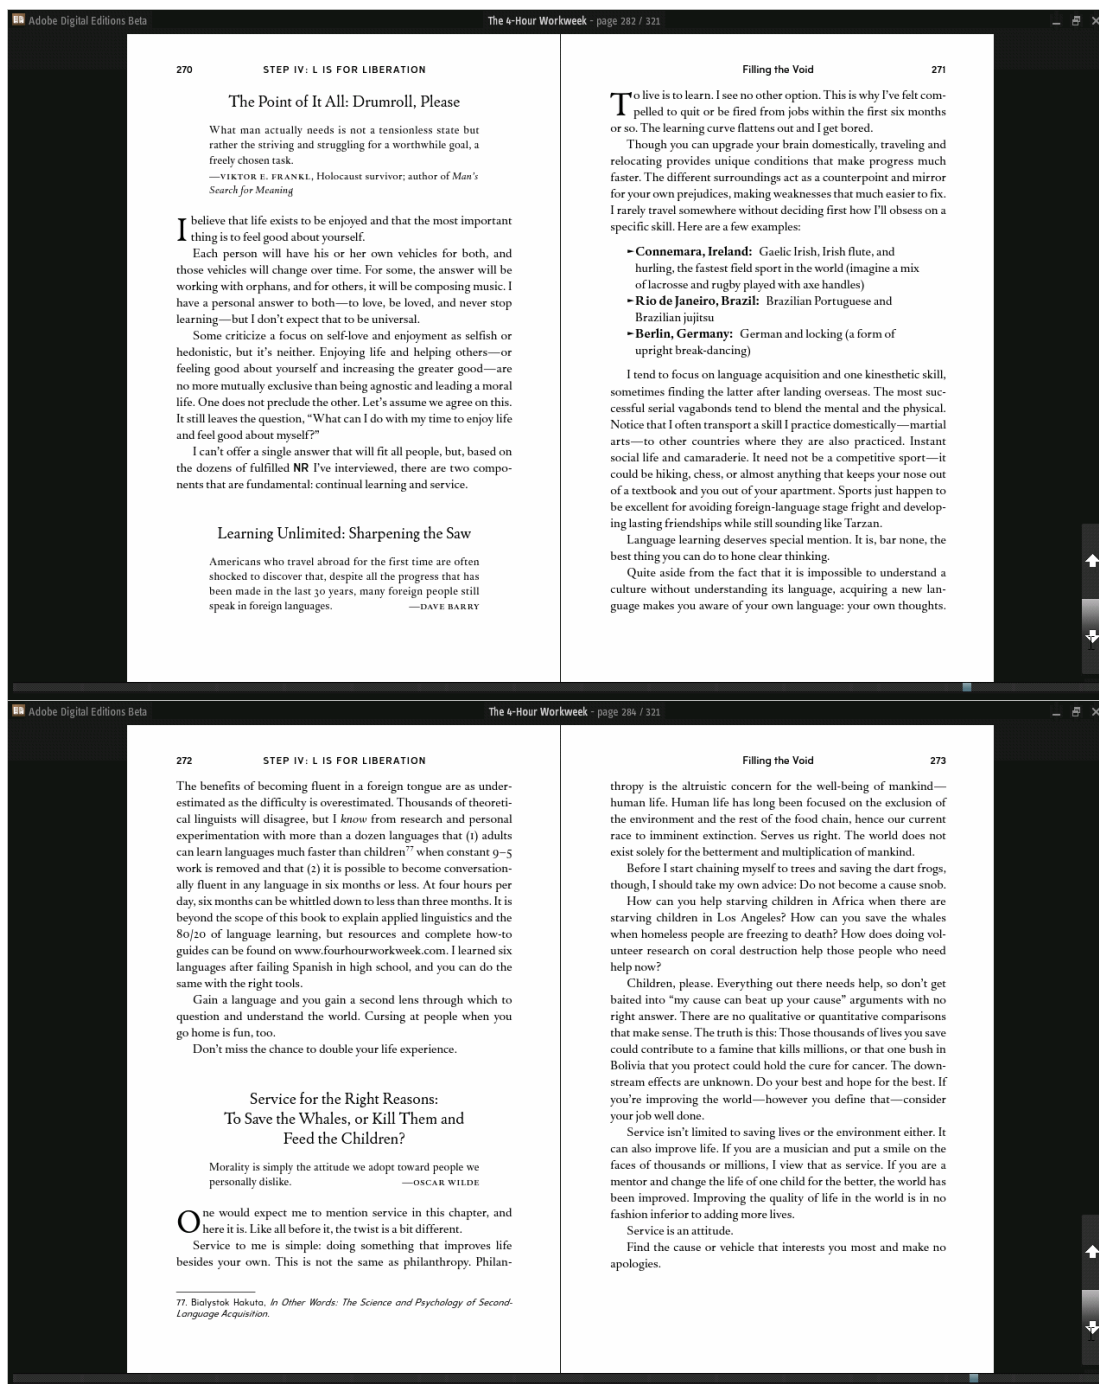 Adobe Digital Editions Beta
The 4-Hour Workweek - page 282 / 321
270 STEP IV: L IS FOR LIBERATION
The Point of It All: Drumroll, Please
What man actually needs is not a tensionless state but
rather the striving and struggling for a worthwhile goal, a
freely chosen task.
—VIKTOR E. FRANKL, Holocaust survivor; author of Man's
Search for Meaning
I believe that life exists to be enjoyed and that the most important
thing is to feel good about yourself.
Each person will have his or her own vehicles for both, and
those vehicles will change over time. For some, the answer will be
working with orphans, and for others, it will be composing music. I
have a personal answer to both—to love, be loved, and never stop
learning—but I don't expect that to be universal.
Some criticize a focus on self-love and enjoyment as selfish or
hedonistic, but it's neither. Enjoying life and helping others—or
feeling good about yourself and increasing the greater good—are
no more mutually exclusive than being agnostic and leading a moral
life. One does not preclude the other. Let's assume we agree on this.
It still leaves the question, "What can I do with my time to enjoy life
and feel good about myself?"
I can't offer a single answer that will fit all people, but, based on
the dozens of fulfilled NR I've interviewed, there are two compo-
nents that are fundamental: continual learning and service.
Learning Unlimited: Sharpening the Saw
Americans who travel abroad for the first time are often
shocked to discover that, despite all the progress that has
been made in the last 30 years, many foreign people still
speak in foreign languages. —DAVE BARRY
Filling the Void 271
To live is to learn. I see no other option. This is why I've felt com-
pelled to quit or be fired from jobs within the first six months
or so. The learning curve flattens out and I get bored.
Though you can upgrade your brain domestically, traveling and
relocating provides unique conditions that make progress much
faster. The different surroundings act as a counterpoint and mirror
for your own prejudices, making weaknesses that much easier to fix.
I rarely travel somewhere without deciding first how I'll obsess on a
specific skill. Here are a few examples:
►Connemara, Ireland: Gaelic Irish, Irish flute, and
hurling, the fastest field sport in the world (imagine a mix
of lacrosse and rugby played with axe handles)
►Rio de Janeiro, Brazil: Brazilian Portuguese and
Brazilian jujitsu
►Berlin, Germany: German and locking (a form of
upright break-dancing)
I tend to focus on language acquisition and one kinesthetic skill,
sometimes finding the latter after landing overseas. The most suc-
cessful serial vagabonds tend to blend the mental and the physical.
Notice that I often transport a skill I practice domestically—martial
arts—to other countries where they are also practiced. Instant
social life and camaraderie. It need not be a competitive sport—it
could be hiking, chess, or almost anything that keeps your nose out
of a textbook and you out of your apartment. Sports just happen to
be excellent for avoiding foreign-language stage fright and develop-
ing lasting friendships while still sounding like Tarzan.
Language learning deserves special mention. It is, bar none, the
best thing you can do to hone clear thinking.
Quite aside from the fact that it is impossible to understand a
culture without understanding its language, acquiring a new lan-
guage makes you aware of your own language: your own thoughts.
Adobe Digital Editions Beta
The 4-Hour Workweek - page 284 / 321
272 STEP IV: L IS FOR LIBERATION
The benefits of becoming fluent in a foreign tongue are as under-
estimated as the difficulty is overestimated. Thousands of theoreti-
cal linguists will disagree, but I know from research and personal
experimentation with more than a dozen languages that (1) adults
can learn languages much faster than children77 when constant 9–5
work is removed and that (2) it is possible to become conversation-
ally fluent in any language in six months or less. At four hours per
day, six months can be whittled down to less than three months. It is
beyond the scope of this book to explain applied linguistics and the
80/20 of language learning, but resources and complete how-to
guides can be found on www.fourhourworkweek.com. I learned six
languages after failing Spanish in high school, and you can do the
same with the right tools.
Gain a language and you gain a second lens through which to
question and understand the world. Cursing at people when you
go home is fun, too.
Don't miss the chance to double your life experience.
Service for the Right Reasons:
To Save the Whales, or Kill Them and
Feed the Children?
Morality is simply the attitude we adopt toward people we
personally dislike. —OSCAR WILDE
One would expect me to mention service in this chapter, and
here it is. Like all before it, the twist is a bit different.
Service to me is simple: doing something that improves life
besides your own. This is not the same as philanthropy. Philan-
77. Bialystok Hakuta, In Other Words: The Science and Psychology of Second-
Language Acquisition.
Filling the Void 273
thropy is the altruistic concern for the well-being of mankind—
human life. Human life has long been focused on the exclusion of
the environment and the rest of the food chain, hence our current
race to imminent extinction. Serves us right. The world does not
exist solely for the betterment and multiplication of mankind.
Before I start chaining myself to trees and saving the dart frogs,
though, I should take my own advice: Do not become a cause snob.
How can you help starving children in Africa when there are
starving children in Los Angeles? How can you save the whales
when homeless people are freezing to death? How does doing vol-
unteer research on coral destruction help those people who need
help now?
Children, please. Everything out there needs help, so don't get
baited into "my cause can beat up your cause" arguments with no
right answer. There are no qualitative or quantitative comparisons
that make sense. The truth is this: Those thousands of lives you save
could contribute to a famine that kills millions, or that one bush in
Bolivia that you protect could hold the cure for cancer. The down-
stream effects are unknown. Do your best and hope for the best. If
you're improving the world—however you define that—consider
your job well done.
Service isn't limited to saving lives or the environment either. It
can also improve life. If you are a musician and put a smile on the
faces of thousands or millions, I view that as service. If you are a
mentor and change the life of one child for the better, the world has
been improved. Improving the quality of life in the world is in no
fashion inferior to adding more lives.
Service is an attitude.
Find the cause or vehicle that interests you most and make no
apologies.